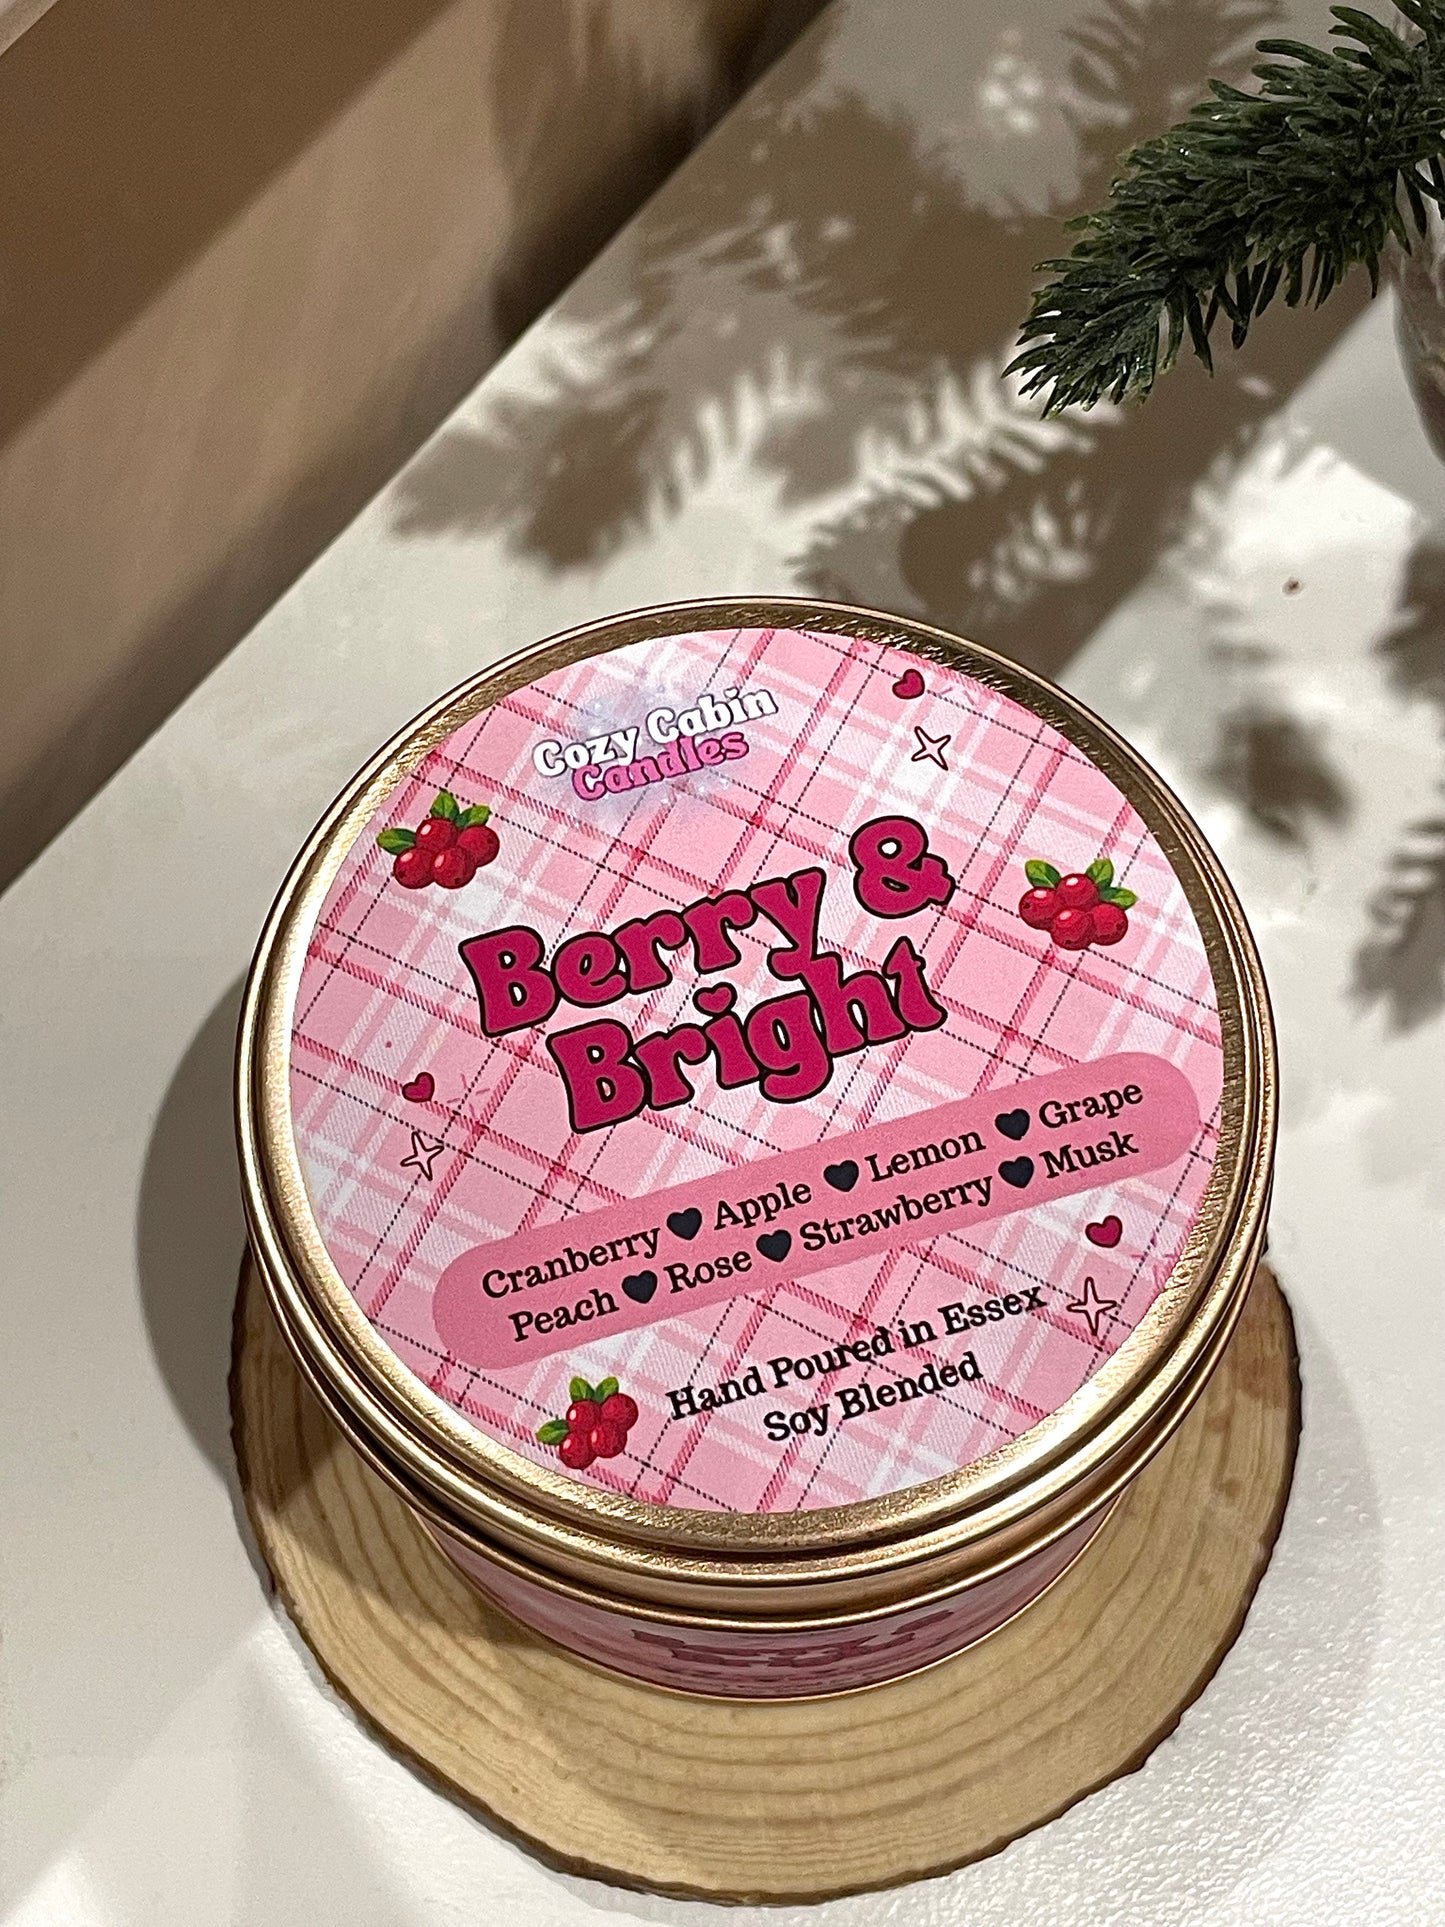 Cozy Cabin
Candles
Berry &
Bright
Cranberry 🖤 Apple 🖤 Lemon 🖤 Grape
Peach 🖤 Rose 🖤 Strawberry 🖤 Musk
Hand Poured in Essex
Soy Blended